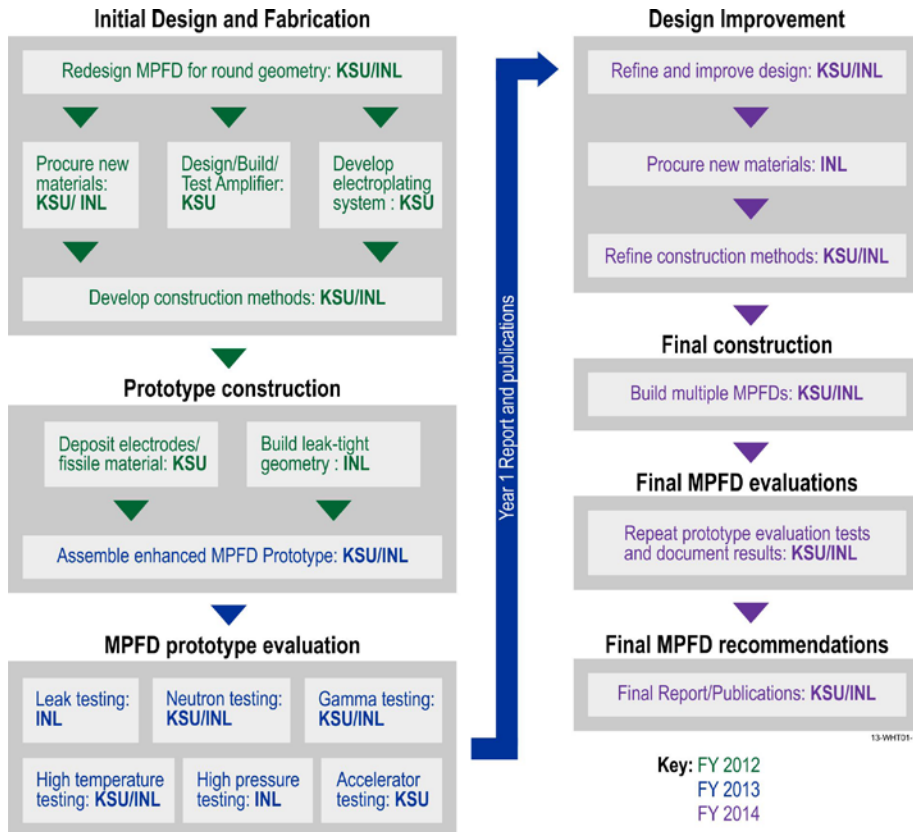 Initial Design and Fabrication
Redesign MPFD for round geometry: KSU/INL
Procure new
materials:
KSU/ INL
Design/Build/
Test Amplifier:
KSU
Develop
electroplating
system : KSU
Develop construction methods: KSU/INL
Prototype construction
Deposit electrodes/
fissile material: KSU
Build leak-tight
geometry : INL
Assemble enhanced MPFD Prototype: KSU/INL
MPFD prototype evaluation
Leak testing:
INL
Neutron testing:
KSU/INL
Gamma testing:
KSU/INL
High temperature
testing: KSU/INL
High pressure
testing: INL
Accelerator
testing: KSU
Year 1 Report and publications
Design Improvement
Refine and improve design: KSU/INL
Procure new materials: INL
Refine construction methods: KSU/INL
Final construction
Build multiple MPFDs: KSU/INL
Final MPFD evaluations
Repeat prototype evaluation tests
and document results: KSU/INL
Final MPFD recommendations
Final Report/Publications: KSU/INL
13-WHT01-
Key: FY 2012
FY 2013
FY 2014